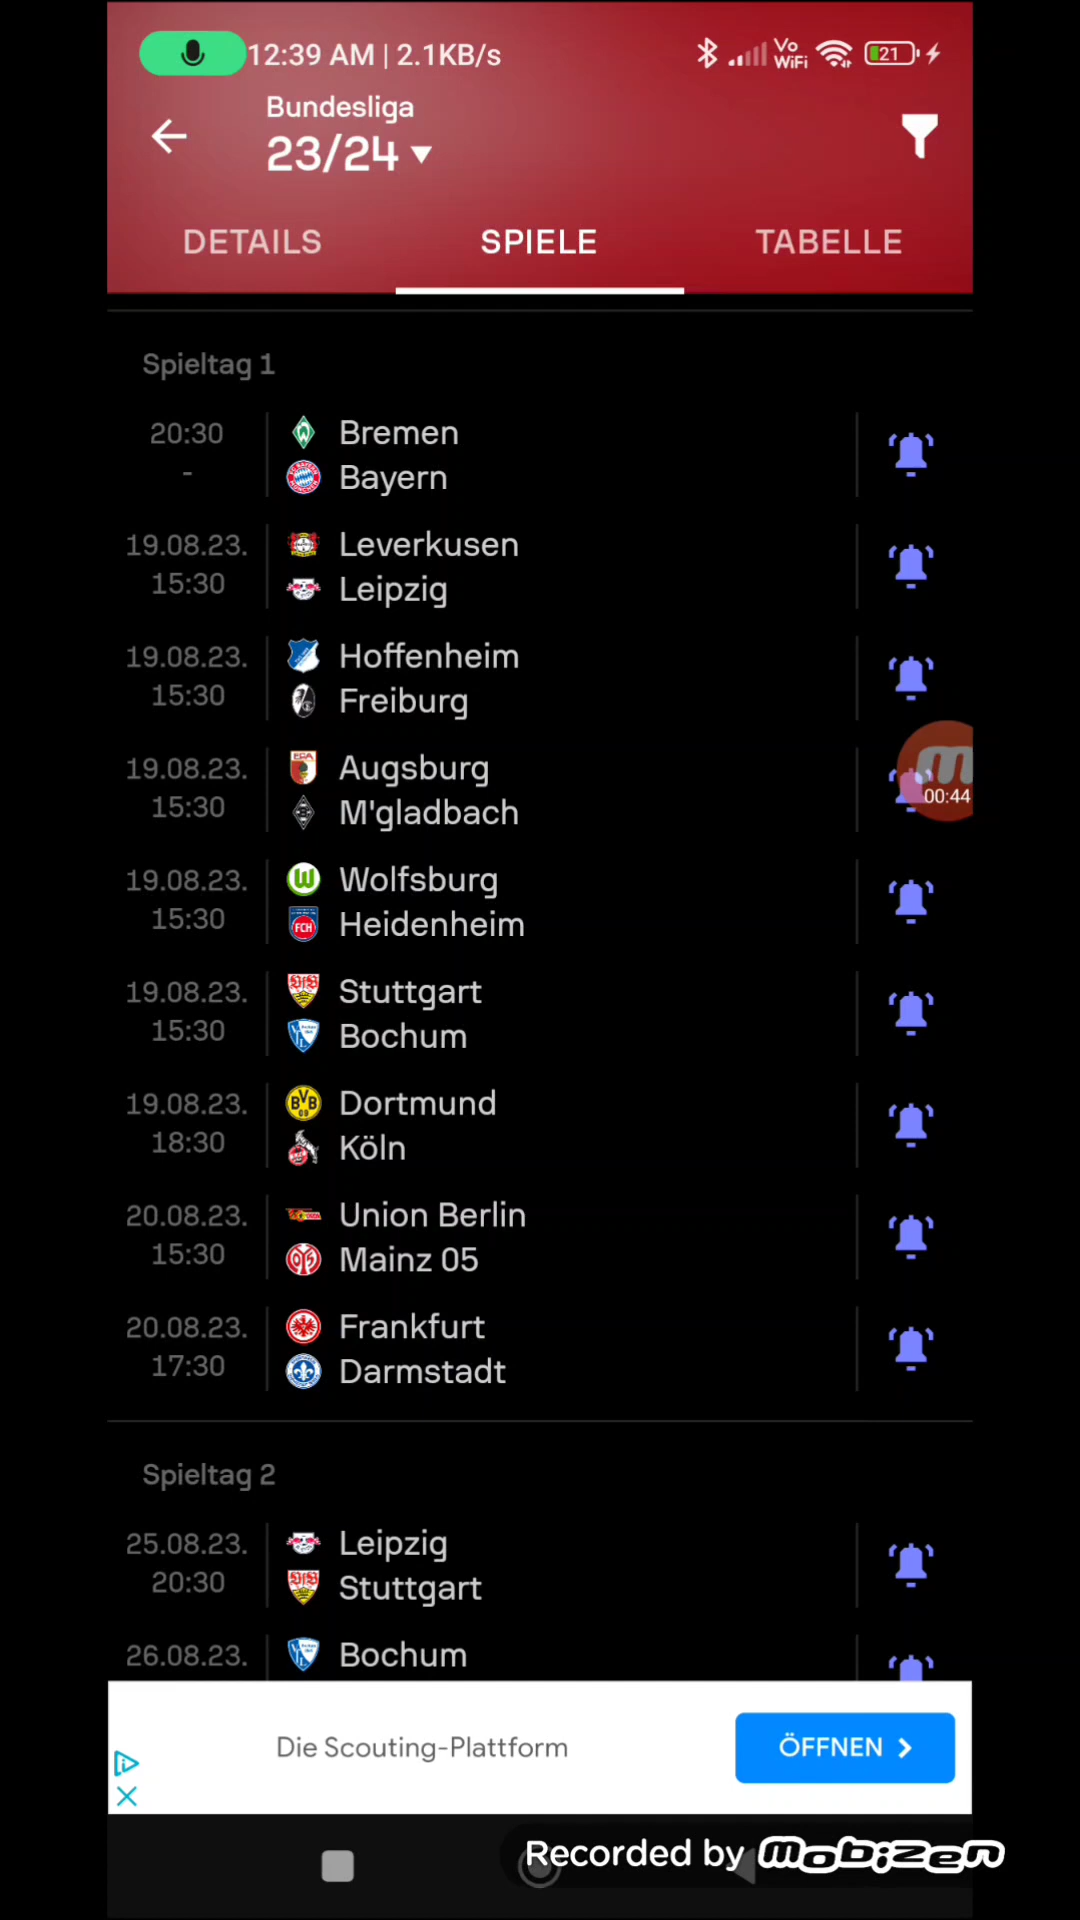 12:39 AM | 2.1KB/s Vo WiFi 21
Bundesliga
23/24
DETAILS SPIELE TABELLE
Spieltag 1
20:30 Bremen
- Bayern
19.08.23. Leverkusen
15:30 Leipzig
19.08.23. Hoffenheim
15:30 Freiburg
19.08.23. Augsburg
15:30 M'gladbach
00:44
19.08.23. Wolfsburg
15:30 Heidenheim
19.08.23. Stuttgart
15:30 Bochum
19.08.23. Dortmund
18:30 Köln
20.08.23. Union Berlin
15:30 Mainz 05
20.08.23. Frankfurt
17:30 Darmstadt
Spieltag 2
25.08.23. Leipzig
20:30 Stuttgart
26.08.23. Bochum
Die Scouting-Plattform ÖFFNEN
Recorded by mobizen